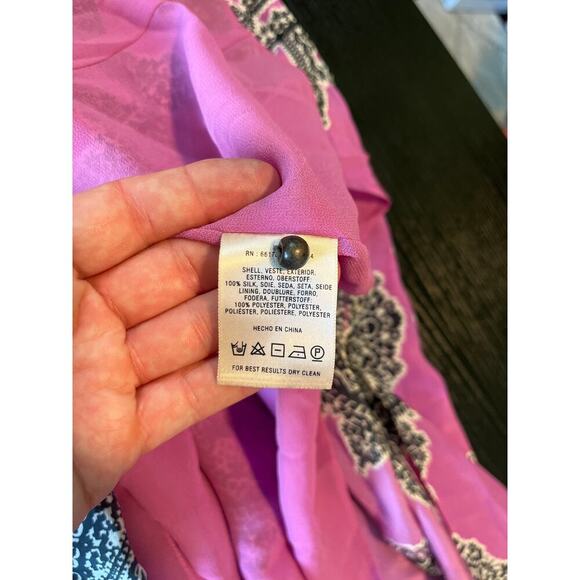 RN : 
SHELL, VESTE, EXTERIOR,
ESTERNO, OBERSTOFF:
100% SILK, SOIE, SEDA, SETA, SEIDE
LINING, DOUBLURE, FORRO,
FODERA, FUTTERSTOFF:
100% POLYESTER, POLYESTER,
POLIÉSTER, POLIESTERE, POLYESTER
HECHO EN CHINA
FOR BEST RESULTS DRY CLEAN